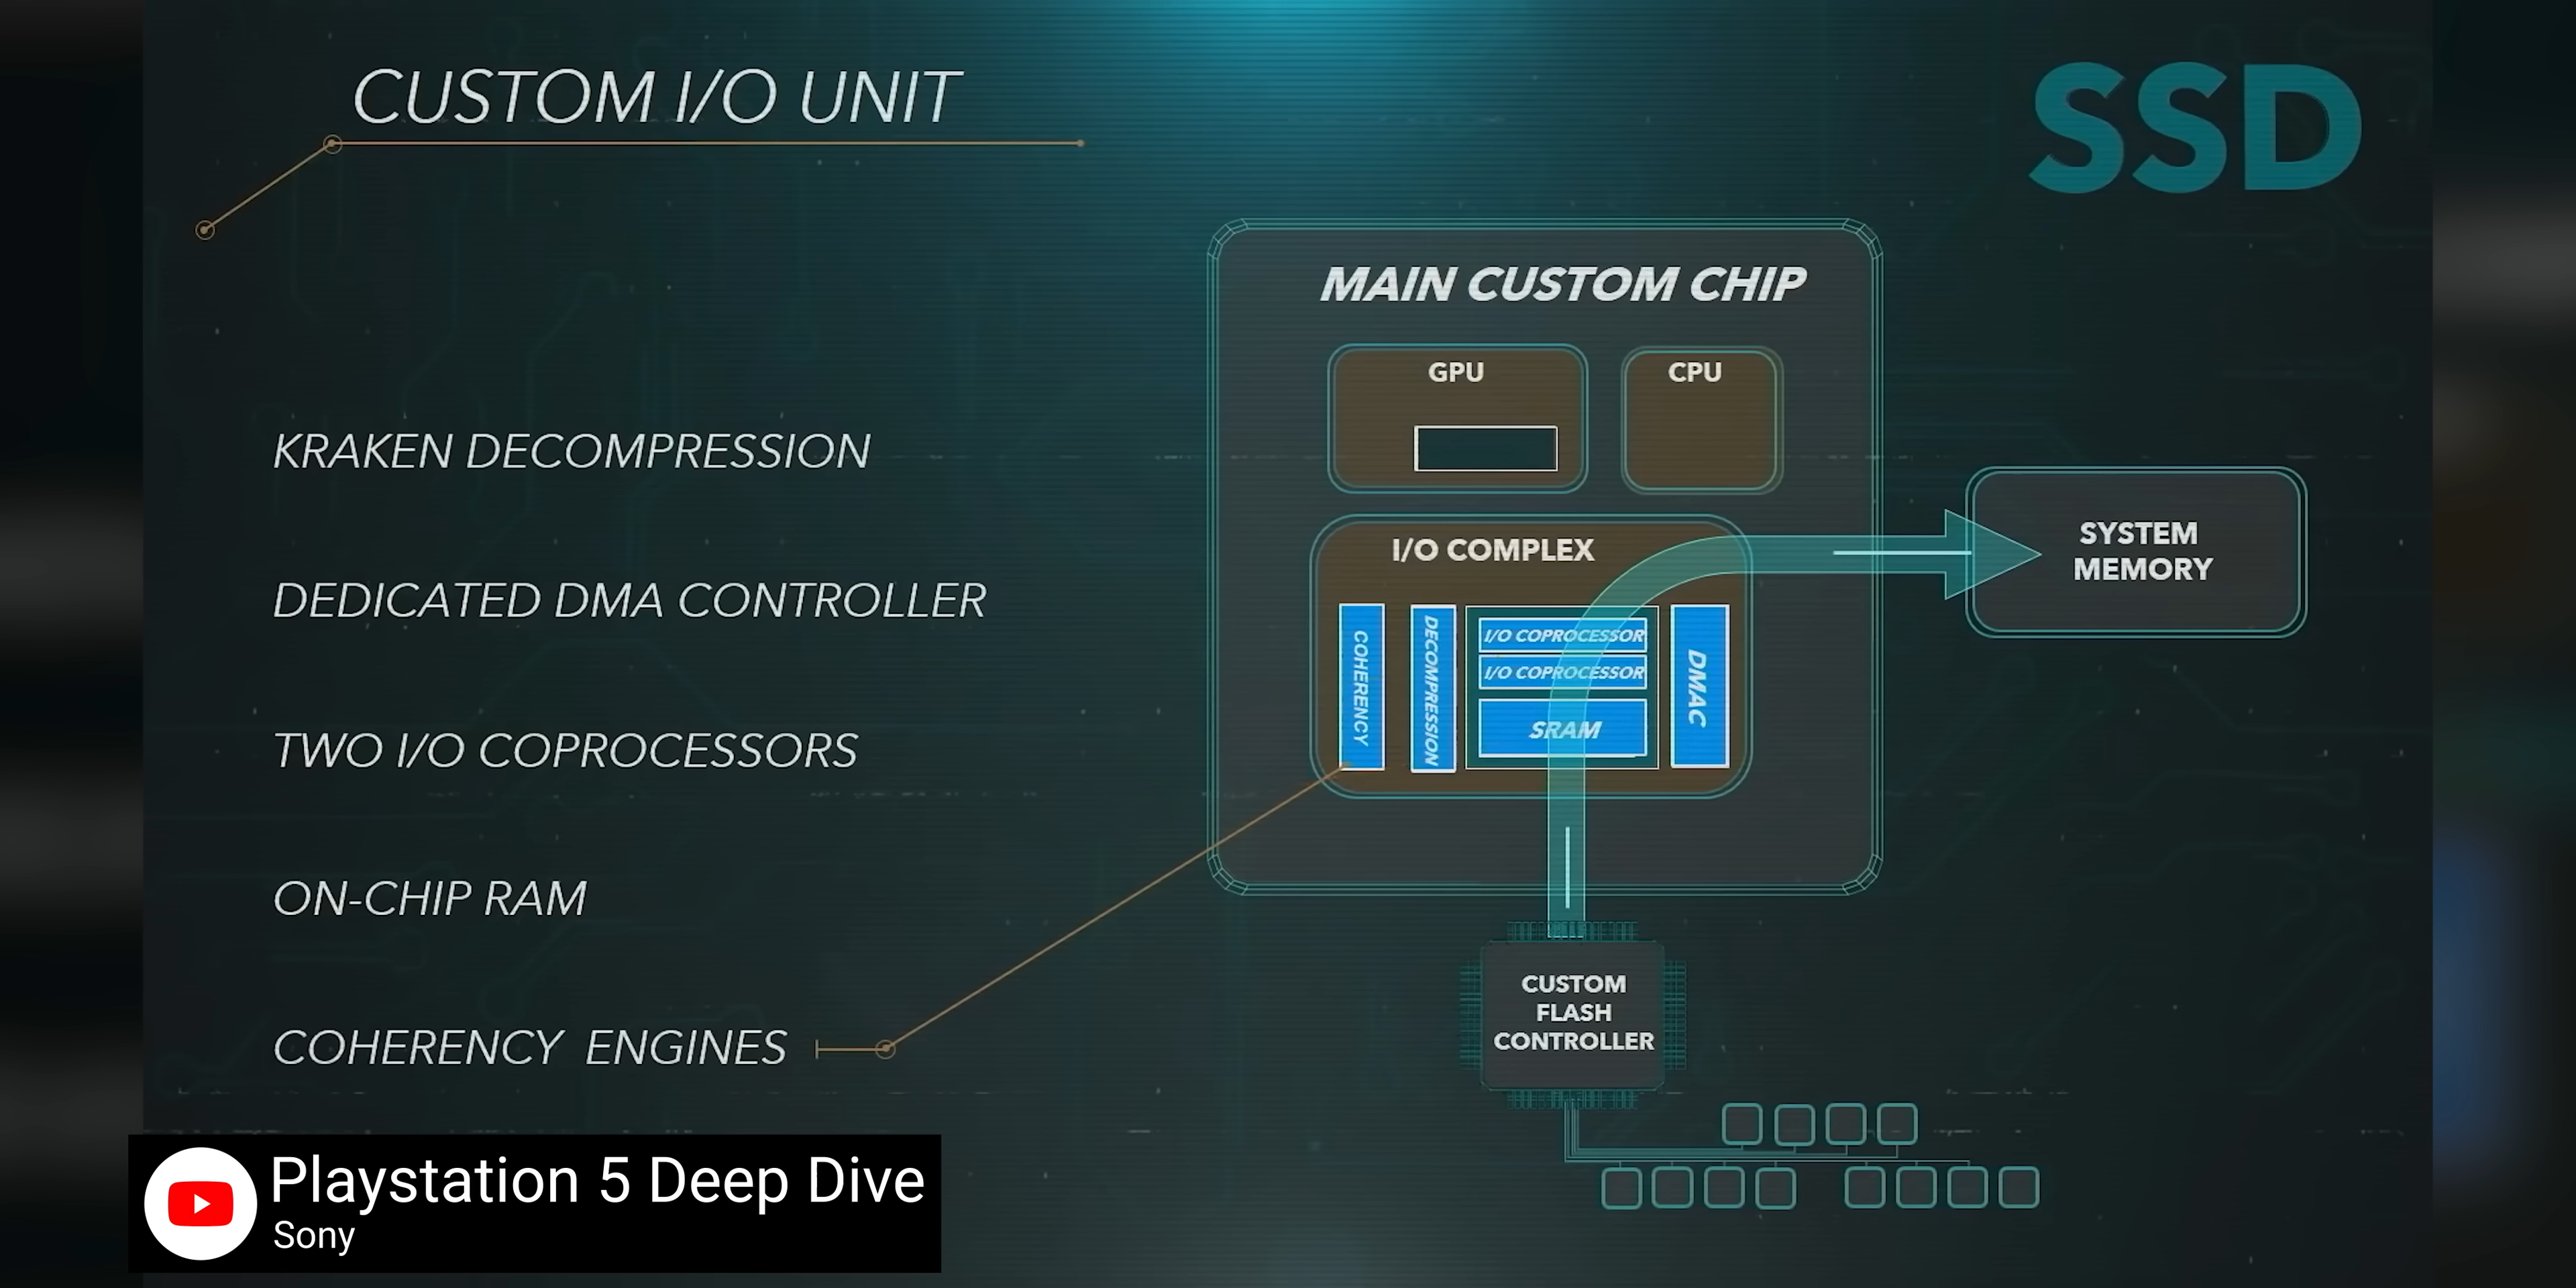 CUSTOM I/O UNIT
SSD
MAIN CUSTOM CHIP
GPU
CPU
KRAKEN DECOMPRESSION
DEDICATED DMA CONTROLLER
TWO I/O COPROCESSORS
ON-CHIP RAM
COHERENCY ENGINES
I/O COMPLEX
COHERENCY
DECOMPRESSION
I/O COPROCESSOR
I/O COPROCESSOR
SRAM
DMAC
SYSTEM
MEMORY
CUSTOM
FLASH
CONTROLLER
Playstation 5 Deep Dive
Sony